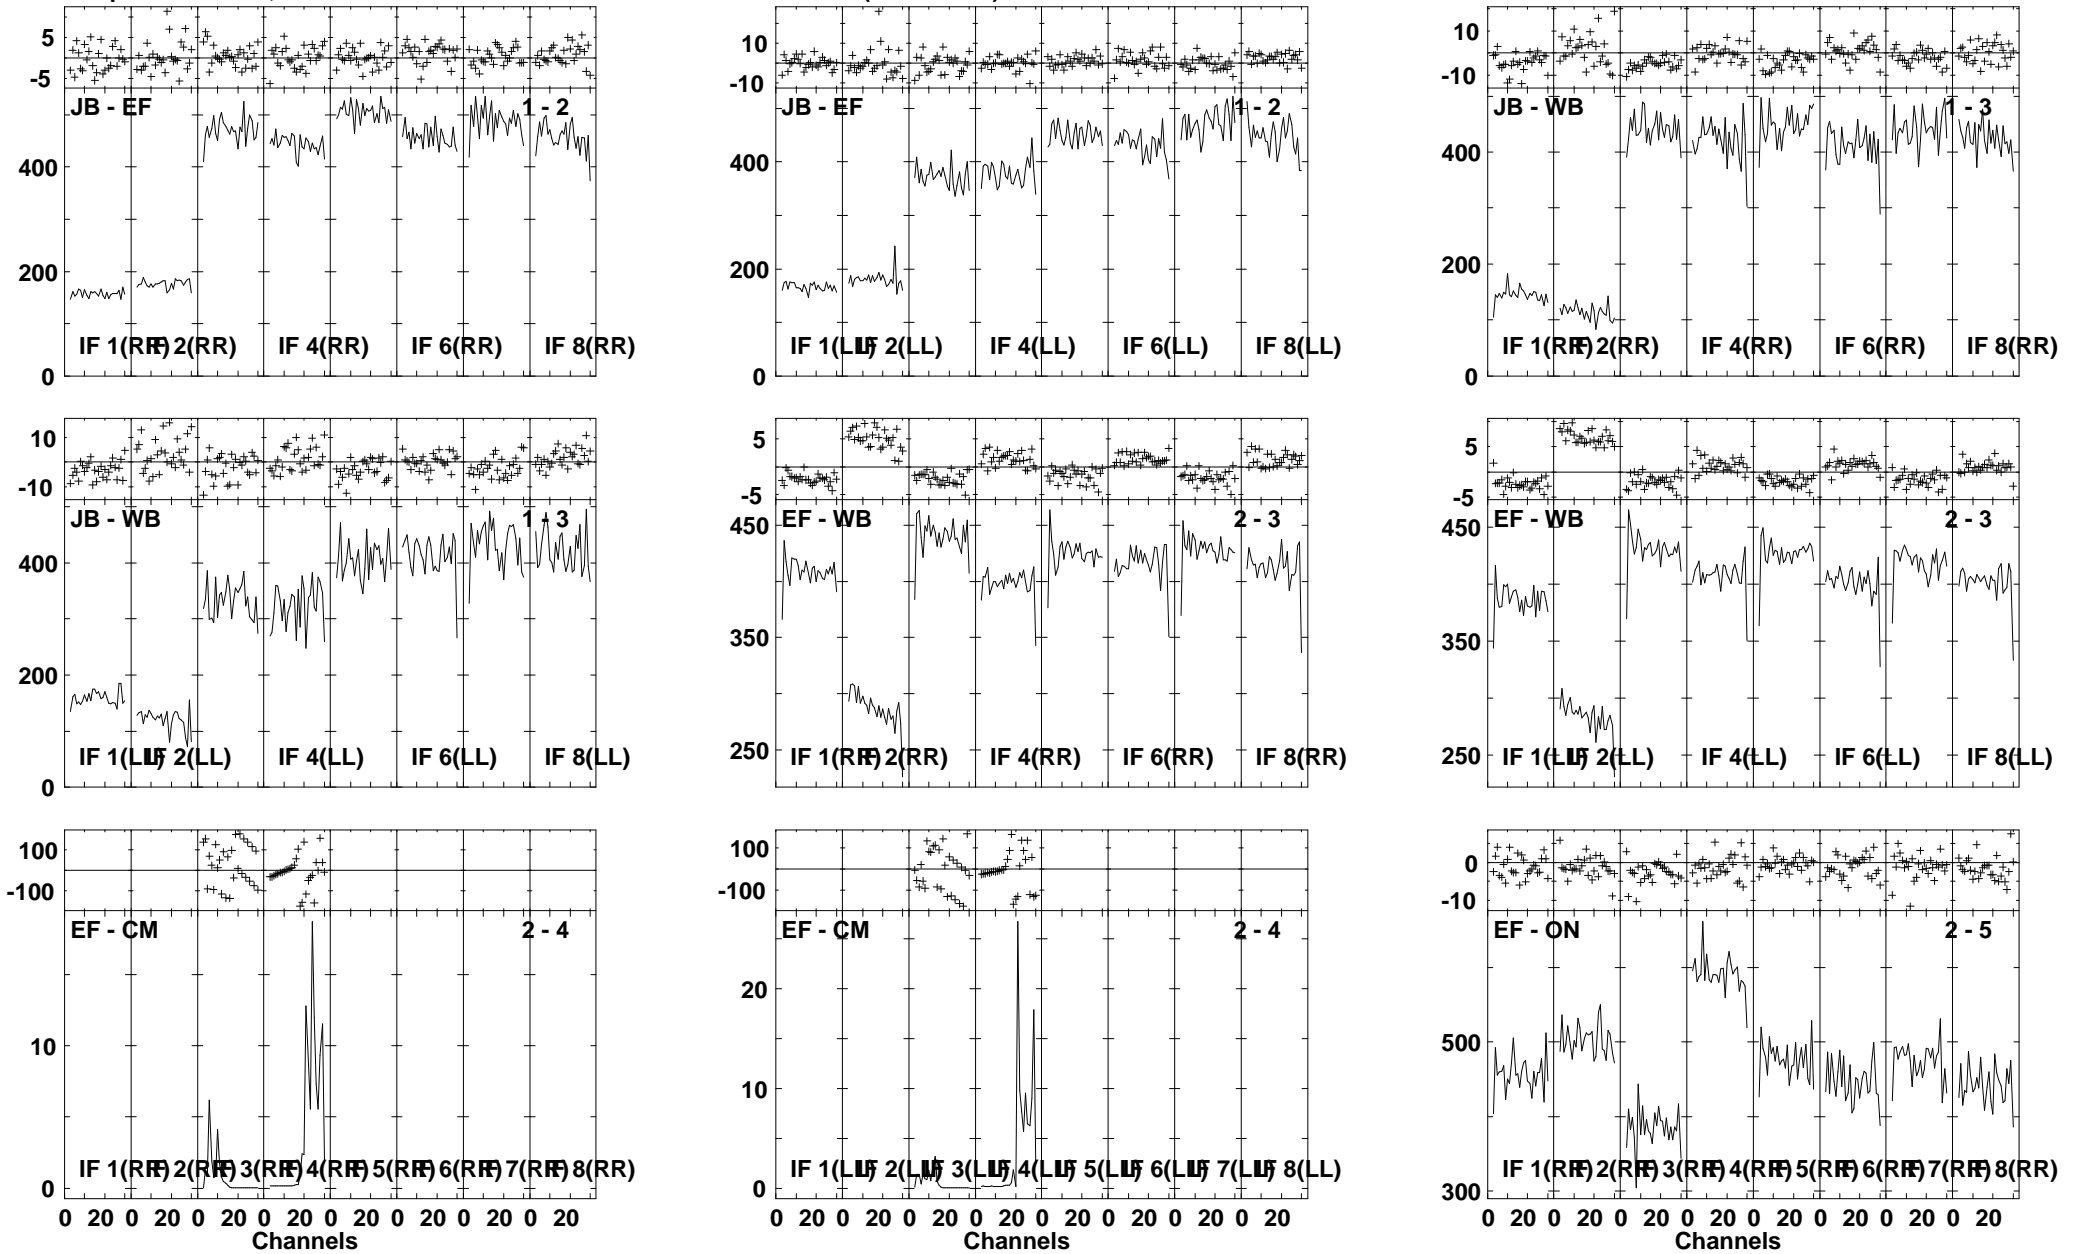 5
-5
JB - EF 1 - 2
400
200
0
IF 1(RR) IF 2(RR) IF 4(RR) IF 6(RR) IF 8(RR)
10
-10
JB - EF 1 - 2
400
200
0
IF 1(LL) IF 2(LL) IF 4(LL) IF 6(LL) IF 8(LL)
10
-10
JB - WB 1 - 3
400
200
0
IF 1(RR) IF 2(RR) IF 4(RR) IF 6(RR) IF 8(RR)
10
-10
JB - WB 1 - 3
400
200
0
IF 1(LL) IF 2(LL) IF 4(LL) IF 6(LL) IF 8(LL)
5
-5
EF - WB 2 - 3
450
350
250
IF 1(RR) IF 2(RR) IF 4(RR) IF 6(RR) IF 8(RR)
5
-5
EF - WB 2 - 3
450
350
250
IF 1(LL) IF 2(LL) IF 4(LL) IF 6(LL) IF 8(LL)
100
-100
EF - CM 2 - 4
10
0
IF 1(RR) IF 2(RR) IF 3(RR) IF 4(RR) IF 5(RR) IF 6(RR) IF 7(RR) IF 8(RR)
0 20 0 20 0 20 0 20 0 20 0 20 0 20 0 20
Channels
100
-100
EF - CM 2 - 4
20
10
0
IF 1(LL) IF 2(LL) IF 3(LL) IF 4(LL) IF 5(LL) IF 6(LL) IF 7(LL) IF 8(LL)
0 20 0 20 0 20 0 20 0 20 0 20 0 20 0 20
Channels
0
-10
EF - ON 2 - 5
500
300
IF 1(RR) IF 2(RR) IF 3(RR) IF 4(RR) IF 5(RR) IF 6(RR) IF 7(RR) IF 8(RR)
0 20 0 20 0 20 0 20 0 20 0 20 0 20 0 20
Channels